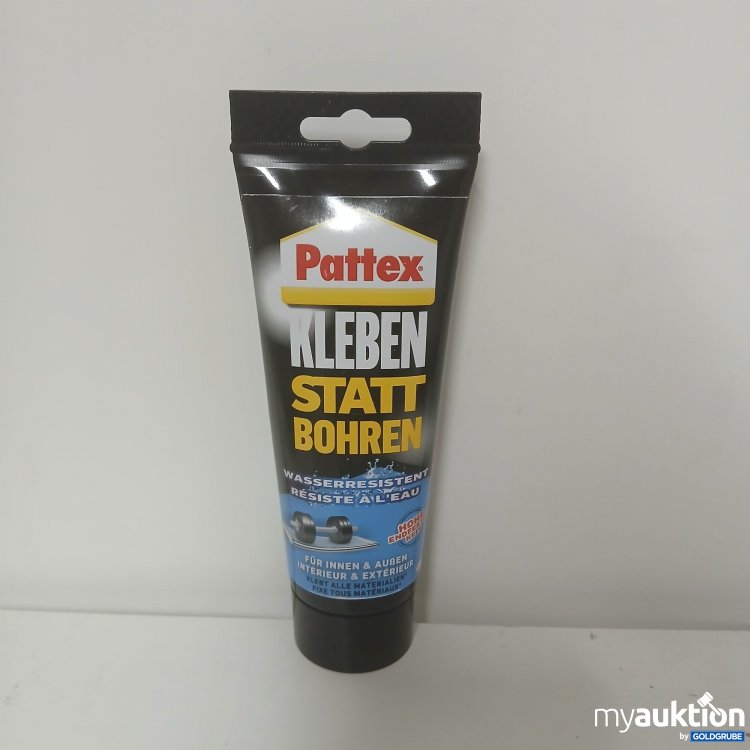 Pattex®
KLEBEN
STATT
BOHREN
WASSERRESISTENT
RÉSISTE À L'EAU
FÜR INNEN & AUßEN
INTÉRIEUR & EXTÉRIEUR
KLEBT ALLE MATERIALIEN*
FIXE TOUS MATÉRIAUX*
myauktion
by GOLDGRUBE